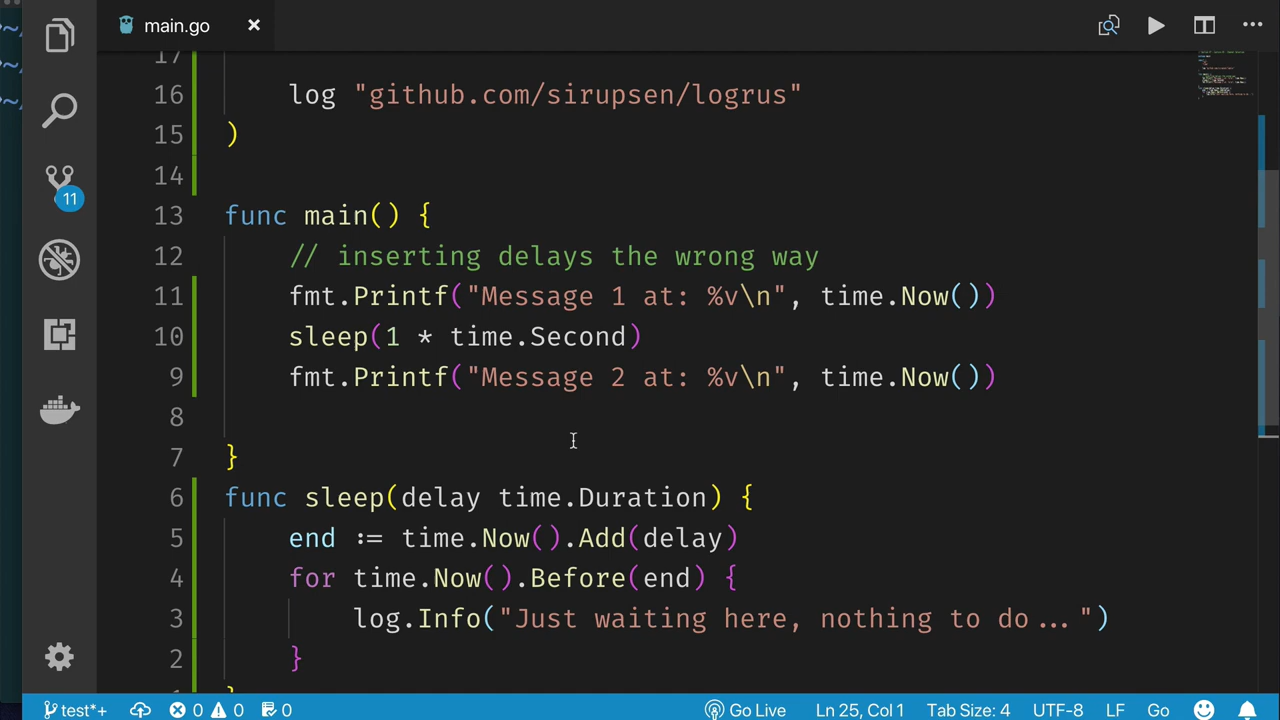 main.go
17
16 log "github.com/sirupsen/logrus"
15 )
14
13 func main() {
12 // inserting delays the wrong way
11 fmt.Printf("Message 1 at: %v\n", time.Now())
10 sleep(1 * time.Second)
9 fmt.Printf("Message 2 at: %v\n", time.Now())
8
7 }
6 func sleep(delay time.Duration) {
5 end := time.Now().Add(delay)
4 for time.Now().Before(end) {
3 log.Info("Just waiting here, nothing to do...")
2 }
11
test*+ 0 0 0 Go Live Ln 25, Col 1 Tab Size: 4 UTF-8 LF Go